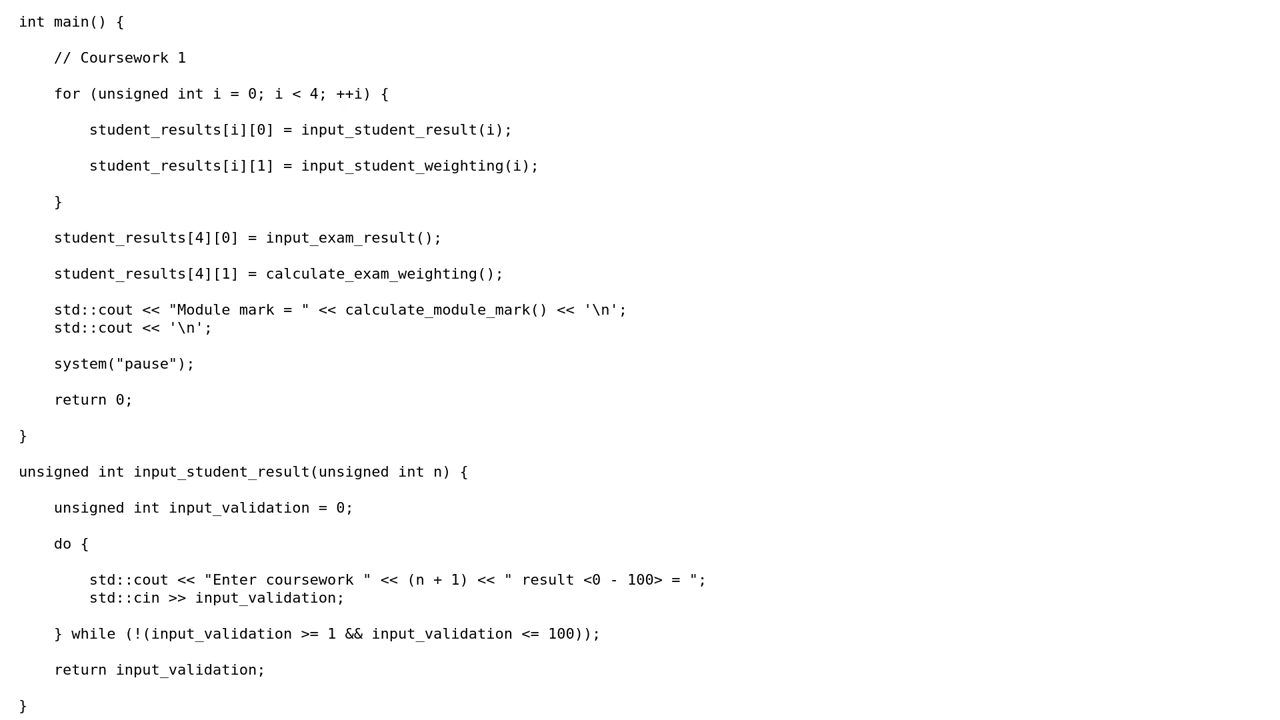 int main() {
    // Coursework 1
    for (unsigned int i = 0; i < 4; ++i) {
        student_results[i][0] = input_student_result(i);
        student_results[i][1] = input_student_weighting(i);
    }
    student_results[4][0] = input_exam_result();
    student_results[4][1] = calculate_exam_weighting();
    std::cout << "Module mark = " << calculate_module_mark() << '\n';
    std::cout << '\n';
    system("pause");
    return 0;
}
unsigned int input_student_result(unsigned int n) {
    unsigned int input_validation = 0;
    do {
        std::cout << "Enter coursework " << (n + 1) << " result <0 - 100> = ";
        std::cin >> input_validation;
    } while (!(input_validation >= 1 && input_validation <= 100));
    return input_validation;
}